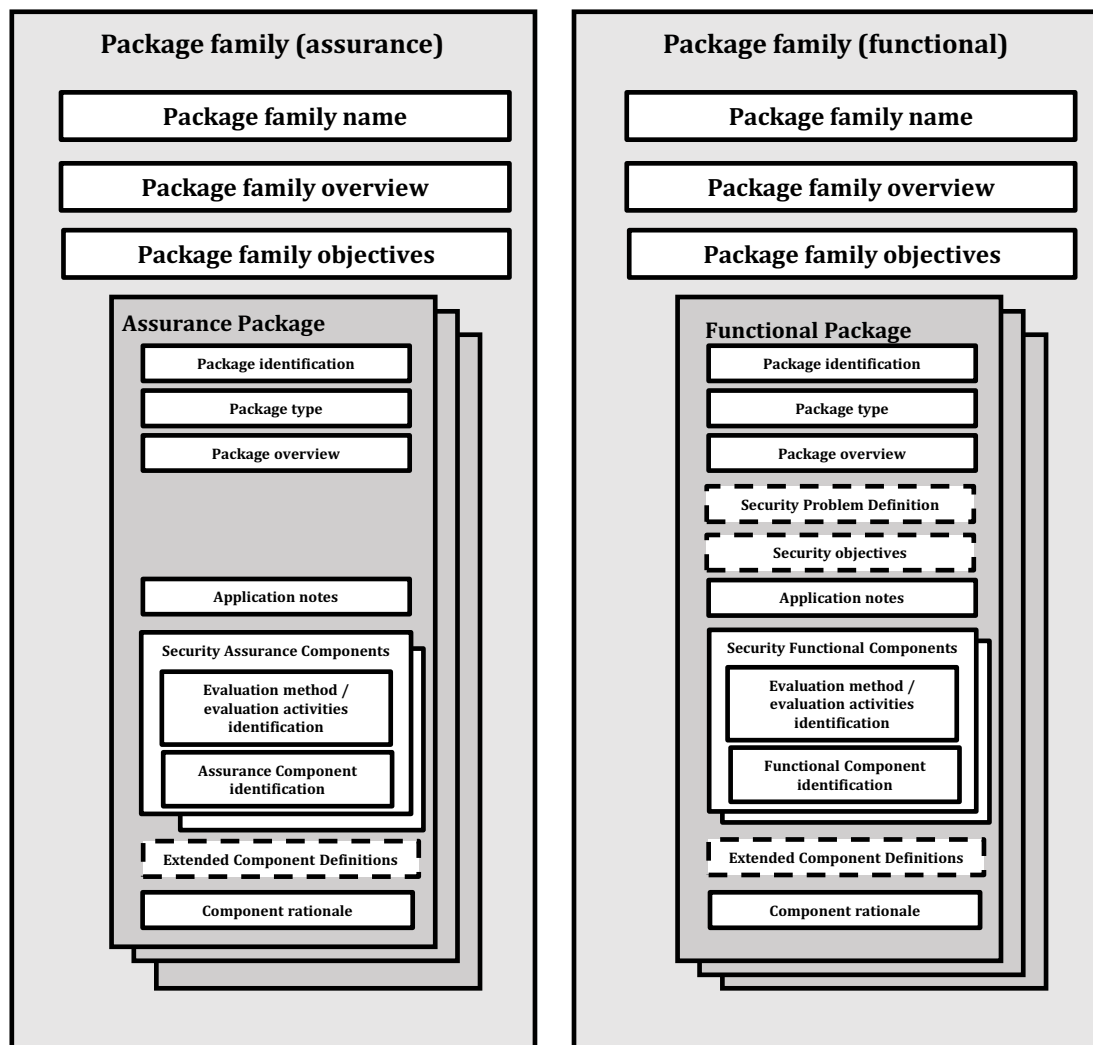 Package family (assurance)
Package family name
Package family overview
Package family objectives
Assurance Package
Package identification
Package type
Package overview
Application notes
Security Assurance Components
Evaluation method /
evaluation activities
identification
Assurance Component
identification
Extended Component Definitions
Component rationale
Package family (functional)
Package family name
Package family overview
Package family objectives
Functional Package
Package identification
Package type
Package overview
Security Problem Definition
Security objectives
Application notes
Security Functional Components
Evaluation method /
evaluation activities
identification
Functional Component
identification
Extended Component Definitions
Component rationale